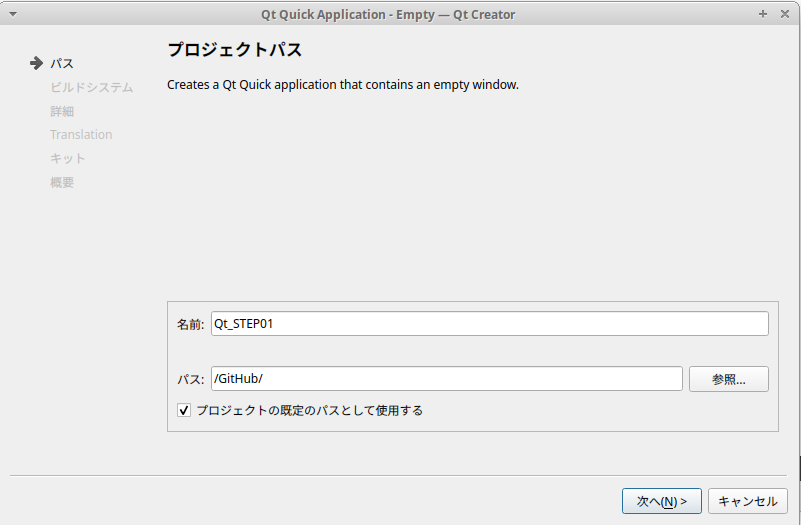 Qt Quick Application - Empty — Qt Creator
パス
ビルドシステム
詳細
Translation
キット
概要
プロジェクトパス
Creates a Qt Quick application that contains an empty window.
名前: Qt_STEP01
パス: /GitHub/ 参照...
プロジェクトの既定のパスとして使用する
次へ(N) > キャンセル